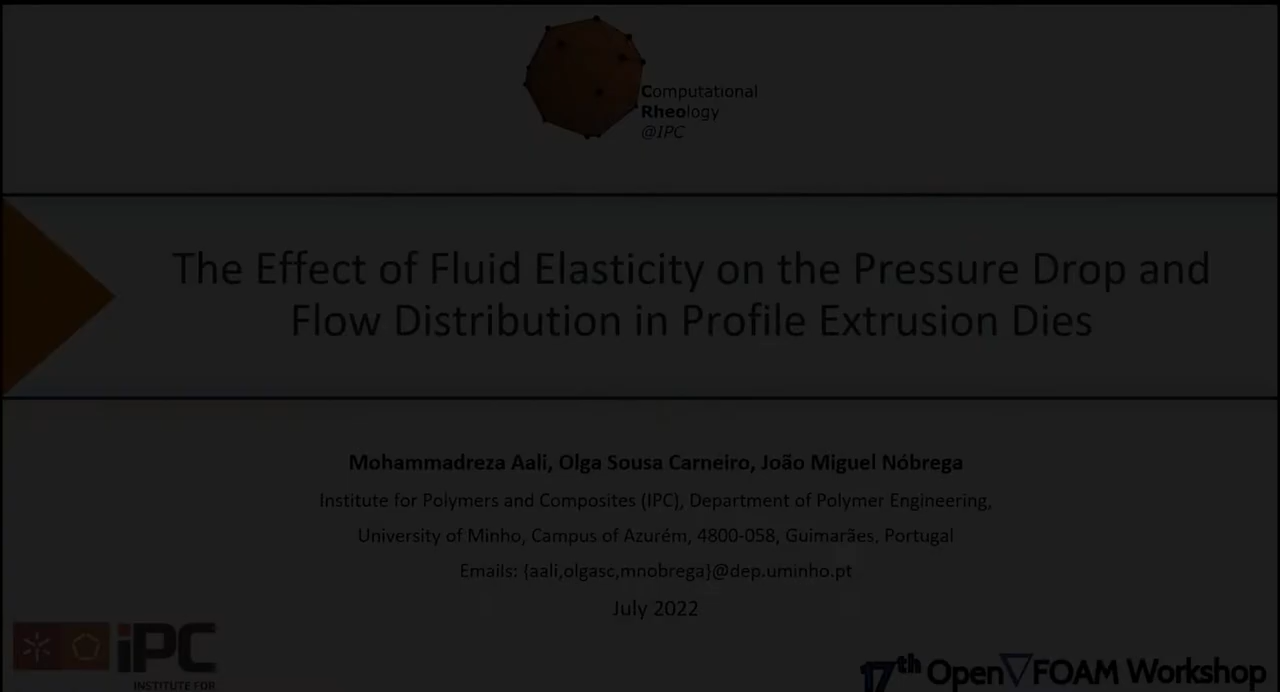 Computational
Rheology
@IPC
The Effect of Fluid Elasticity on the Pressure Drop and
Flow Distribution in Profile Extrusion Dies
Mohammadreza Aali, Olga Sousa Carneiro, João Miguel Nóbrega
Institute for Polymers and Composites (IPC), Department of Polymer Engineering,
University of Minho, Campus of Azurém, 4800-058, Guimarães, Portugal
Emails: {aali,olgasc,mnobrega}@dep.uminho.pt
July 2022
iPC
INSTITUTE FOR
17th Open∇FOAM Workshop